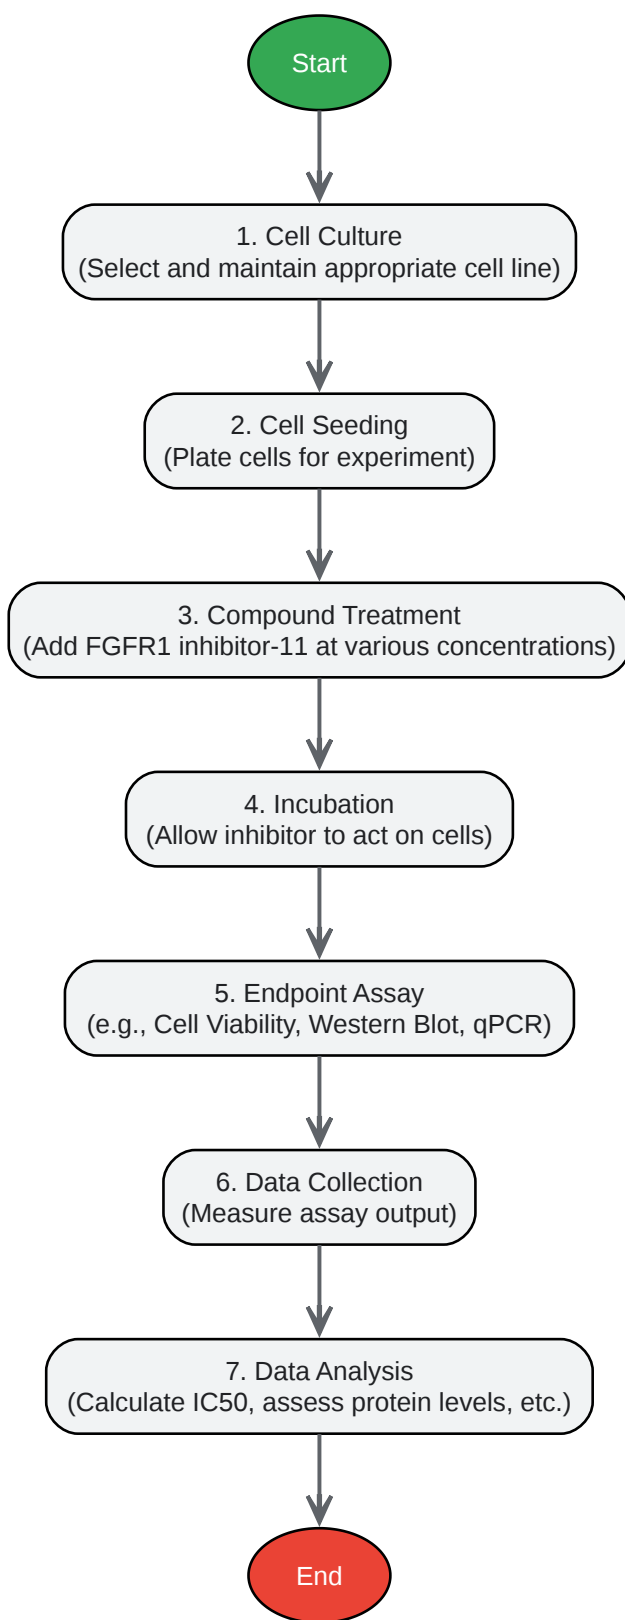 Start
1. Cell Culture
(Select and maintain appropriate cell line)
2. Cell Seeding
(Plate cells for experiment)
3. Compound Treatment
(Add FGFR1 inhibitor-11 at various concentrations)
4. Incubation
(Allow inhibitor to act on cells)
5. Endpoint Assay
(e.g., Cell Viability, Western Blot, qPCR)
6. Data Collection
(Measure assay output)
7. Data Analysis
(Calculate IC50, assess protein levels, etc.)
End